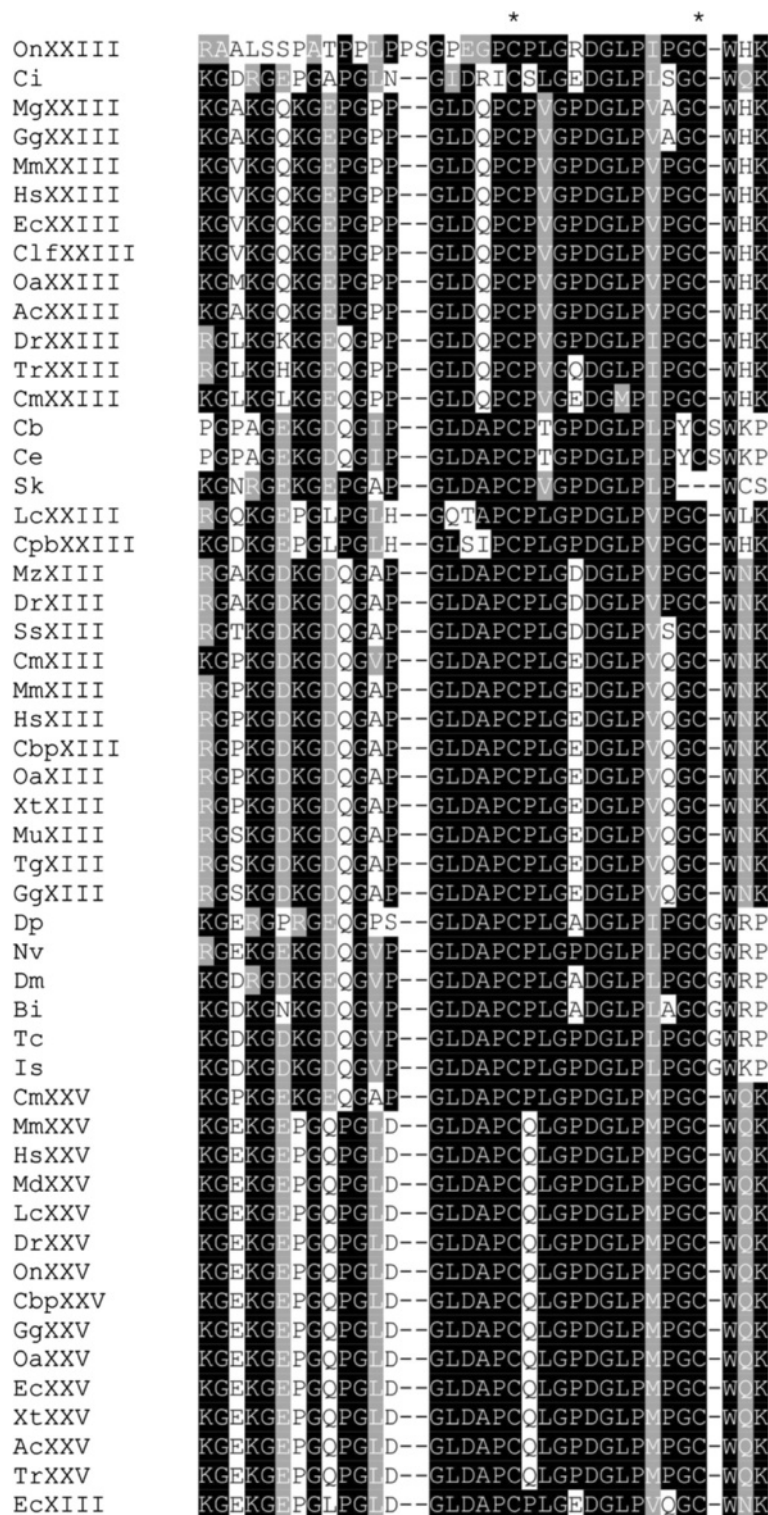 * *
OnXXIII RAALSSPATPPLPPSGPEGPCPLGRDGLPIPGC-WHK
Ci KGDRGEPGAPGLN--GIDRICSLGEDGLPLSGC-WQK
MgXXIII KGAKGQKGEPGPP--GLDQPCPVGPDGLPVAGC-WHK
GgXXIII KGAKGQKGEPGPP--GLDQPCPVGPDGLPVAGC-WHK
MmXXIII KGVKGQKGEPGPP--GLDQPCPVGPDGLPVPGC-WHK
HsXXIII KGVKGQKGEPGPP--GLDQPCPVGPDGLPVPGC-WHK
EcXXIII KGVKGQKGEPGPP--GLDQPCPVGPDGLPVPGC-WHK
ClfXXIII KGVKGQKGEPGPP--GLDQPCPVGPDGLPVPGC-WHK
OaXXIII KGMKGQKGEPGIP--GLDQPCPVGPDGLPVPGC-WHK
AcXXIII KGAKGQKGEPGPP--GLDQPCPVGPDGLPVPGC-WHK
DrXXIII RGLKGKKGEQGPP--GLDQPCPVGPDGLPIPGC-WHK
TrXXIII RGLKGHKGEQGPP--GLDQPCPVGQDGLPIPGC-WHK
CmXXIII KGLKGLKGEQGPP--GLDQPCPVGEDGMPIPGC-WHK
Cb PGPAGEKGDQGIP--GLDAPCPTGPDGLPLPYCSWKP
Ce PGPAGEKGDQGIP--GLDAPCPTGPDGLPLPYCSWKP
Sk KGNRGEKGEPGAP--GLDAPCPVGPDGLPLP---WCS
LcXXIII RGQKGEPGLPGLH--GQTAPCPLGPDGLPVPGC-WLK
CpbXXIII KGDKGEPGLPGLH--GLSIPCPLGPDGLPVPGC-WHK
MzXIII RGAKGDKGDQGAP--GLDAPCPLGDDGLPVPGC-WNK
DrXIII RGAKGDKGDQGAP--GLDAPCPLGDDGLPVPGC-WNK
SsXIII RGTKGDKGDQGAP--GLDAPCPLGDDGLPVSGC-WNK
CmXIII KGPKGDKGDQGVP--GLDAPCPLGEDGLPVQGC-WNK
MmXIII RGPKGDKGDQGAP--GLDAPCPLGEDGLPVQGC-WNK
HsXIII RGPKGDKGDQGAP--GLDAPCPLGEDGLPVQGC-WNK
CbpXIII RGPKGDKGDQGAP--GLDAPCPLGEDGLPVQGC-WNK
OaXIII RGPKGDKGDQGAP--GLDAPCPLGEDGLPVQGC-WNK
XtXIII RGPKGDKGDQGAP--GLDAPCPLGEDGLPVQGC-WNK
MuXIII RGSKGDKGDQGAP--GLDAPCPLGEDGLPVQGC-WNK
TgXIII RGSKGDKGDQGAP--GLDAPCPLGEDGLPVQGC-WNK
GgXIII RGSKGDKGDQGAP--GLDAPCPLGEDGLPVQGC-WNK
Dp KGERGPRGEQGPS--GLDAPCPLGADGLPIPGCGWRP
Nv RGEKGEKGDQGVP--GLDAPCPLGPDGLPLPGCGWRP
Dm KGDRGDKGEQGVP--GLDAPCPLGADGLPLPGCGWRP
Bi KGDKGNKGDQGVP--GLDAPCPLGADGLPLAGCGWRP
Tc KGDKGDKGDQGVP--GLDAPCPLGPDGLPLPGCGWRP
Is KGDKGDKGDQGVP--GLDAPCPLGPDGLPLPGCGWKP
CmXXV KGPKGEKGEQGAP--GLDAPCPLGPDGLPMPGC-WQK
MmXXV KGEKGEPGQPGLD--GLDAPCQLGPDGLPMPGC-WQK
HsXXV KGEKGEPGQPGLD--GLDAPCQLGPDGLPMPGC-WQK
MdXXV KGEKGEPGQPGLD--GLDAPCQLGPDGLPMPGC-WQK
LcXXV KGEKGEPGQPGLD--GLDAPCQLGPDGLPMPGC-WQK
DrXXV KGEKGEPGQPGLD--GLDAPCQLGPDGLPMPGC-WQK
OnXXV KGEKGEPGQPGLD--GLDAPCQLGPDGLPMPGC-WQK
CbpXXV KGEKGEPGQPGLD--GLDAPCQLGPDGLPMPGC-WQK
GgXXV KGEKGEPGQPGLD--GLDAPCQLGPDGLPMPGC-WQK
OaXXV KGEKGEPGQPGLD--GLDAPCQLGPDGLPMPGC-WQK
EcXXV KGEKGEPGQPGLD--GLDAPCQLGPDGLPMPGC-WQK
XtXXV KGEKGEPGQPGLD--GLDAPCQLGPDGLPMPGC-WQK
AcXXV KGEKGEPGQPGLD--GLDAPCQLGPDGLPMPGC-WQK
TrXXV KGEKGEPGQPGLD--GLDAPCQLGPDGLPMPGC-WQK
EcXIII KGEKGEPGLPGLD--GLDAPCPLGEDGLPVQGC-WNK